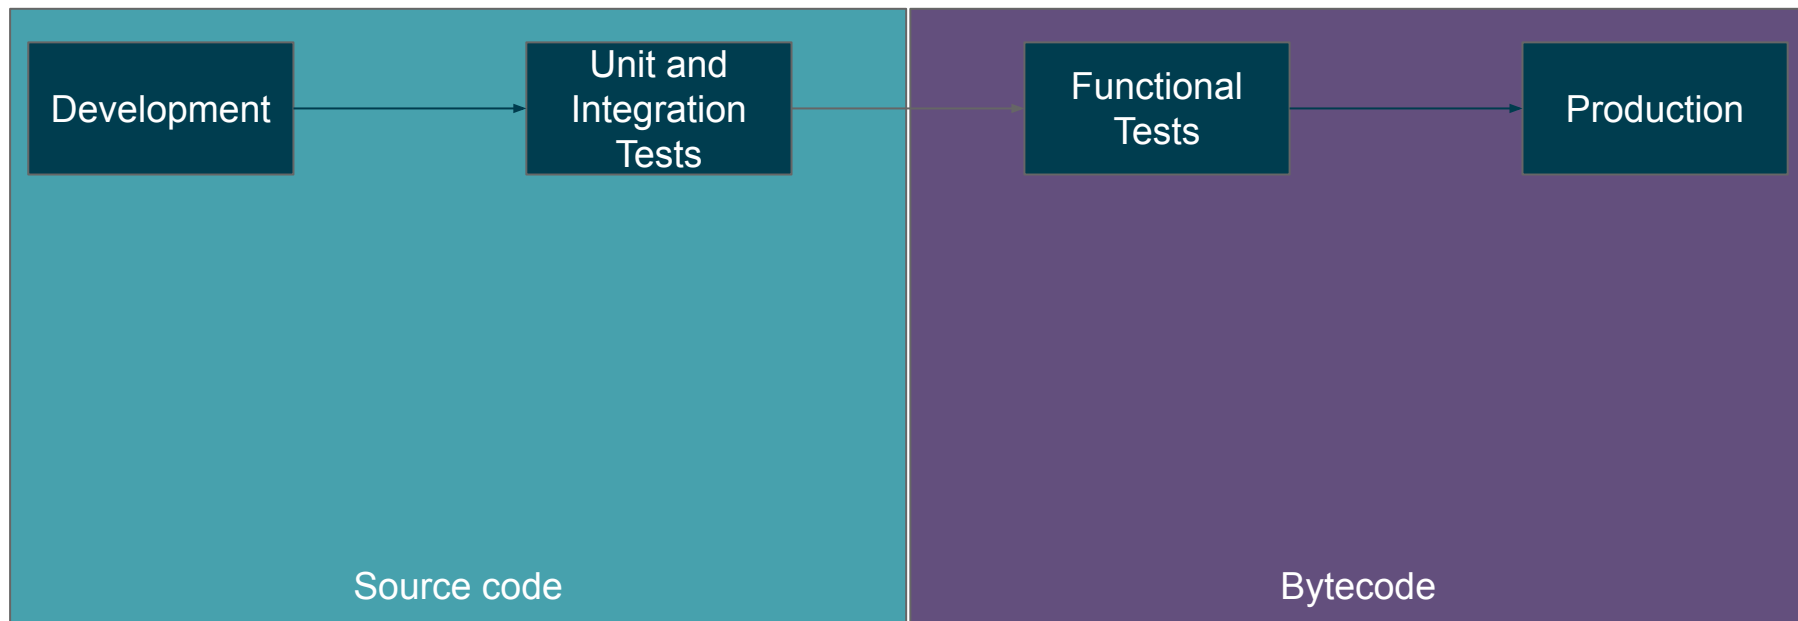 Development
Unit and
Integration
Tests
Functional
Tests
Production
Source code
Bytecode